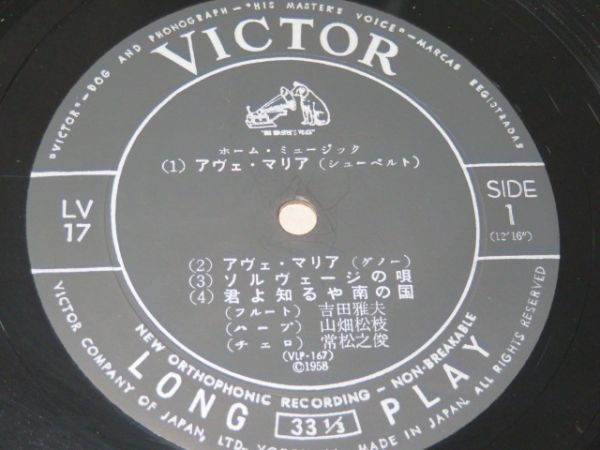 "VICTOR"—DOG AND PHONOGRAPH—"HIS MASTER'S VOICE"—MARCAS REGISTRADAS
VICTOR
"HIS MASTER'S VOICE"
ホーム・ミュージック
(1) アヴェ・マリア (シューベルト)
LV
17
SIDE
1
(12'16")
(2) アヴェ・マリア (グノー)
(3) ソルヴェージの唄
(4) 君よ知るや南の国
(フルート) 吉田雅夫
(ハープ) 山畑松枝
(チェロ) 常松之俊
(VLP-167)
©1958
NEW ORTHOPHONIC RECORDING — NON-BREAKABLE
LONG PLAY
33 1/3
VICTOR COMPANY OF JAPAN, LTD.
MADE IN JAPAN. ALL RIGHTS RESERVED